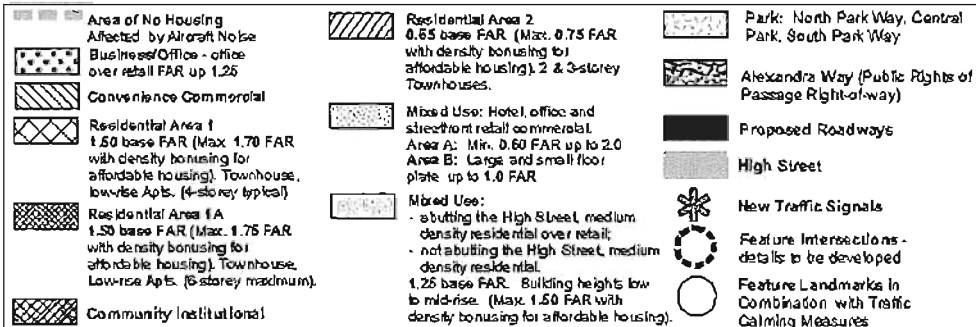 Area of No Housing
Affected by Aircraft Noise
Business/Office - office
over retail FAR up 1.25
Convenience Commercial
Residential Area 1
1.50 base FAR (Max. 1.70 FAR
with density bonusing for
affordable housing). Townhouse,
low-rise Apts. (4-storey typical)
Residential Area 1A
1.50 base FAR (Max. 1.75 FAR
with density bonusing for
affordable housing). Townhouse,
Low-rise Apts. (6-storey maximum).
Community Institutional
Residential Area 2
0.65 base FAR (Max. 0.75 FAR
with density bonusing for
affordable housing). 2 & 3-storey
Townhouses.
Mixed Use: Hotel, office and
streetfront retail commercial.
Area A: Min. 0.60 FAR up to 2.0
Area B: Large and small floor
plate up to 1.0 FAR
Mixed Use:
- abutting the High Street, medium
density residential over retail;
- not abutting the High Street, medium
density residential.
1.25 base FAR. Building heights low
to mid-rise. (Max. 1.50 FAR with
density bonusing for affordable housing).
Park: North Park Way, Central
Park, South Park Way
Alexandra Way (Public Rights of
Passage Right-of-way)
Proposed Roadways
High Street
New Traffic Signals
Feature Intersections -
details to be developed
Feature Landmarks in
Combination with Traffic
Calming Measures